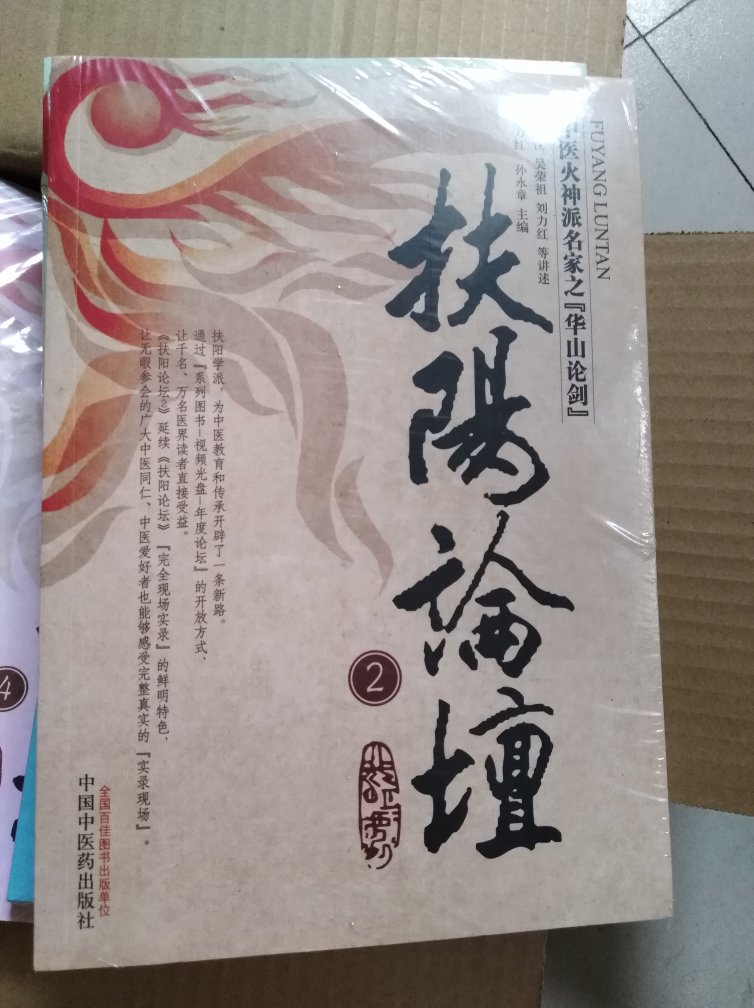 FUYANG LUNTAN
中医火神派名家之『华山论剑』
吴荣祖 刘力红 等讲述
力红 孙永章 主编
扶陽論壇
2
扶阳学派，为中医教育和传承开辟了一条新路。
通过『系列图书-视频光盘-年度论坛』的开放方式，
让千名、万名医界读者直接受益。
《扶阳论坛2》延续《扶阳论坛》『完全现场实录』的鲜明特色，
让无暇参会的广大中医同仁、中医爱好者也能够感受完整真实的『实录现场』。
全国百佳图书出版单位
中国中医药出版社
4